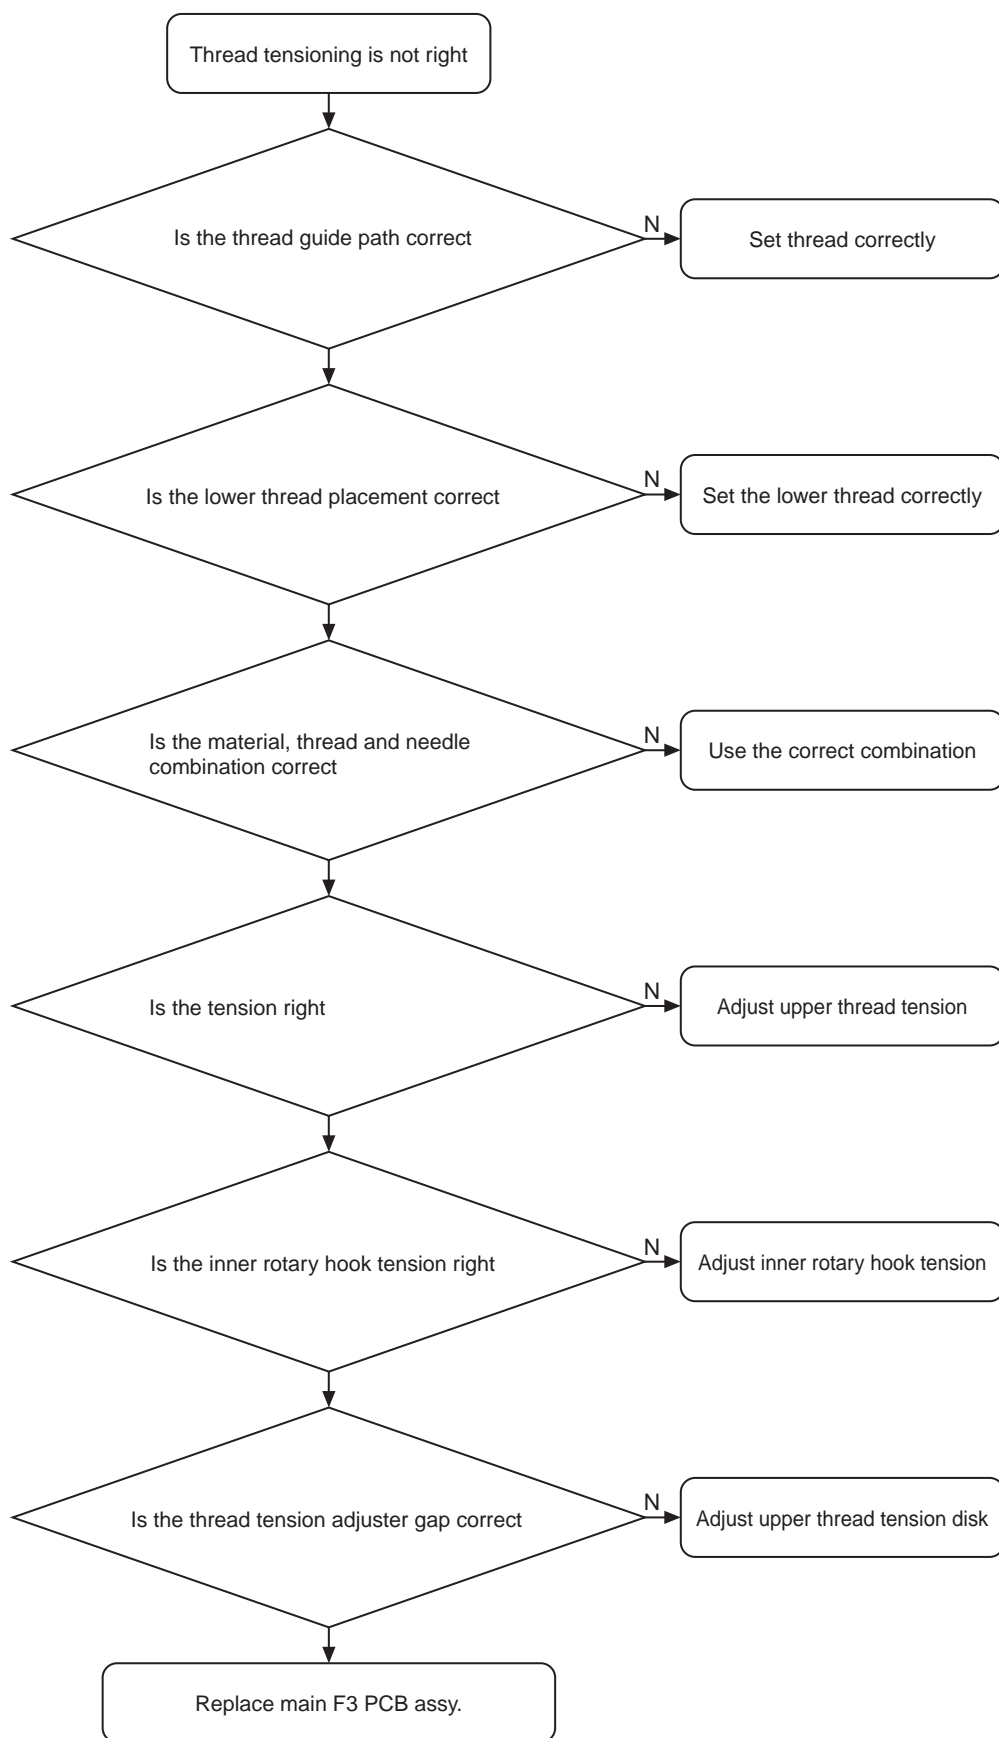 Thread tensioning is not right
Is the thread guide path correct
N
Set thread correctly
Is the lower thread placement correct
N
Set the lower thread correctly
Is the material, thread and needle
combination correct
N
Use the correct combination
Is the tension right
N
Adjust upper thread tension
Is the inner rotary hook tension right
N
Adjust inner rotary hook tension
Is the thread tension adjuster gap correct
N
Adjust upper thread tension disk
Replace main F3 PCB assy.